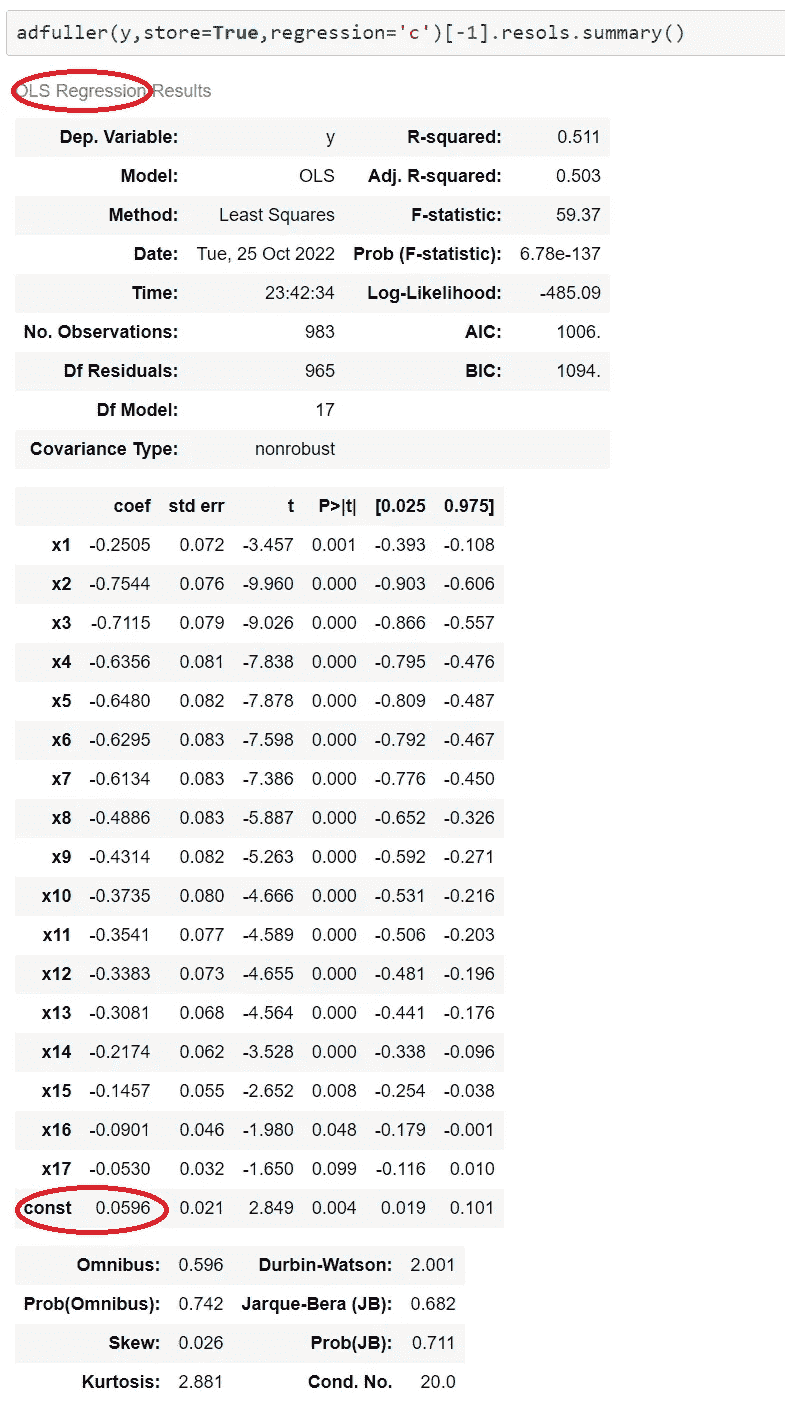 adfuller(y,store=True,regression='c')[-1].resols.summary()
OLS Regression Results
Dep. Variable: y R-squared: 0.511
Model: OLS Adj. R-squared: 0.503
Method: Least Squares F-statistic: 59.37
Date: Tue, 25 Oct 2022 Prob (F-statistic): 6.78e-137
Time: 23:42:34 Log-Likelihood: -485.09
No. Observations: 983 AIC: 1006.
Df Residuals: 965 BIC: 1094.
Df Model: 17
Covariance Type: nonrobust
coef std err t P>|t| [0.025 0.975]
x1 -0.2505 0.072 -3.457 0.001 -0.393 -0.108
x2 -0.7544 0.076 -9.960 0.000 -0.903 -0.606
x3 -0.7115 0.079 -9.026 0.000 -0.866 -0.557
x4 -0.6356 0.081 -7.838 0.000 -0.795 -0.476
x5 -0.6480 0.082 -7.878 0.000 -0.809 -0.487
x6 -0.6295 0.083 -7.598 0.000 -0.792 -0.467
x7 -0.6134 0.083 -7.386 0.000 -0.776 -0.450
x8 -0.4886 0.083 -5.887 0.000 -0.652 -0.326
x9 -0.4314 0.082 -5.263 0.000 -0.592 -0.271
x10 -0.3735 0.080 -4.666 0.000 -0.531 -0.216
x11 -0.3541 0.077 -4.589 0.000 -0.506 -0.203
x12 -0.3383 0.073 -4.655 0.000 -0.481 -0.196
x13 -0.3081 0.068 -4.564 0.000 -0.441 -0.176
x14 -0.2174 0.062 -3.528 0.000 -0.338 -0.096
x15 -0.1457 0.055 -2.652 0.008 -0.254 -0.038
x16 -0.0901 0.046 -1.980 0.048 -0.179 -0.001
x17 -0.0530 0.032 -1.650 0.099 -0.116 0.010
const 0.0596 0.021 2.849 0.004 0.019 0.101
Omnibus: 0.596 Durbin-Watson: 2.001
Prob(Omnibus): 0.742 Jarque-Bera (JB): 0.682
Skew: 0.026 Prob(JB): 0.711
Kurtosis: 2.881 Cond. No. 20.0